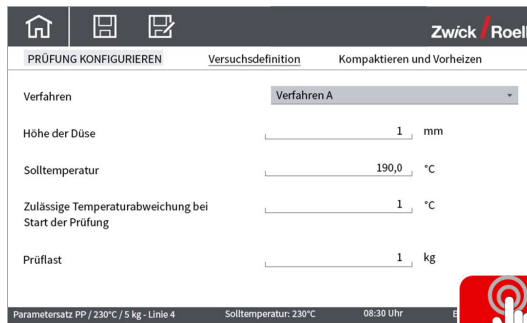 Zwick / Roell
PRÜFUNG KONFIGURIEREN Versuchsdefinition Kompaktieren und Vorheizen
Verfahren Verfahren A
Höhe der Düse 1 mm
Solltemperatur 190,0 °C
Zulässige Temperaturabweichung bei 1 °C
Start der Prüfung
Prüflast 1 kg
Parametersatz PP / 230°C / 5 kg - Linie 4 Solltemperatur: 230°C 08:30 Uhr